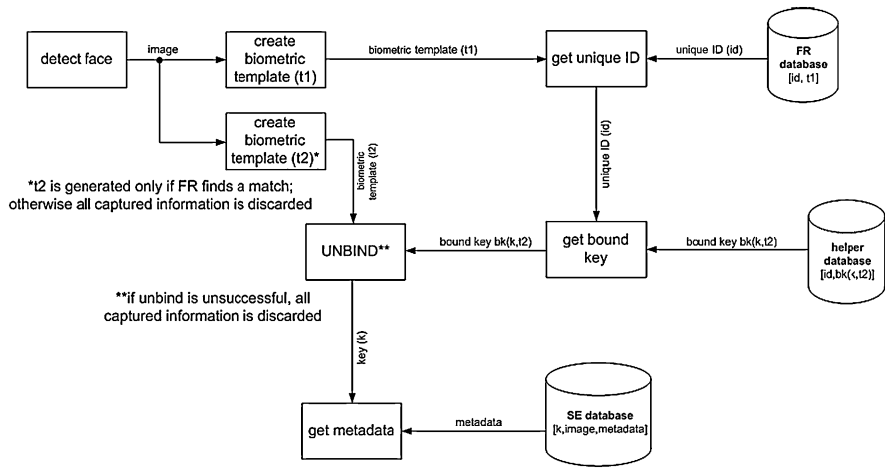 detect face
image
create
biometric
template (t1)
biometric template (t1)
get unique ID
unique ID (id)
FR
database
[id, t1]
create
biometric
template (t2)*
biometric
template (t2)
unique ID (id)
*t2 is generated only if FR finds a match;
otherwise all captured information is discarded
UNBIND**
bound key bk(k,t2)
get bound
key
bound key bk(k,t2)
helper
database
[id,bk(k,t2)]
**if unbind is unsuccessful, all
captured information is discarded
key (k)
get metadata
metadata
SE database
[k,image,metadata]